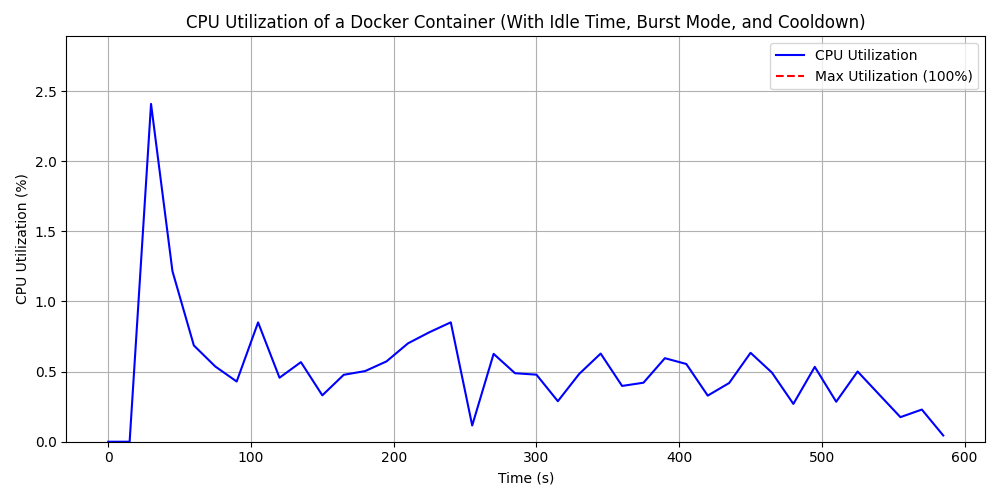 CPU Utilization of a Docker Container (With Idle Time, Burst Mode, and Cooldown)
CPU Utilization
Max Utilization (100%)
CPU Utilization (%)
2.5
2.0
1.5
1.0
0.5
0.0
0 100 200 300 400 500 600
Time (s)